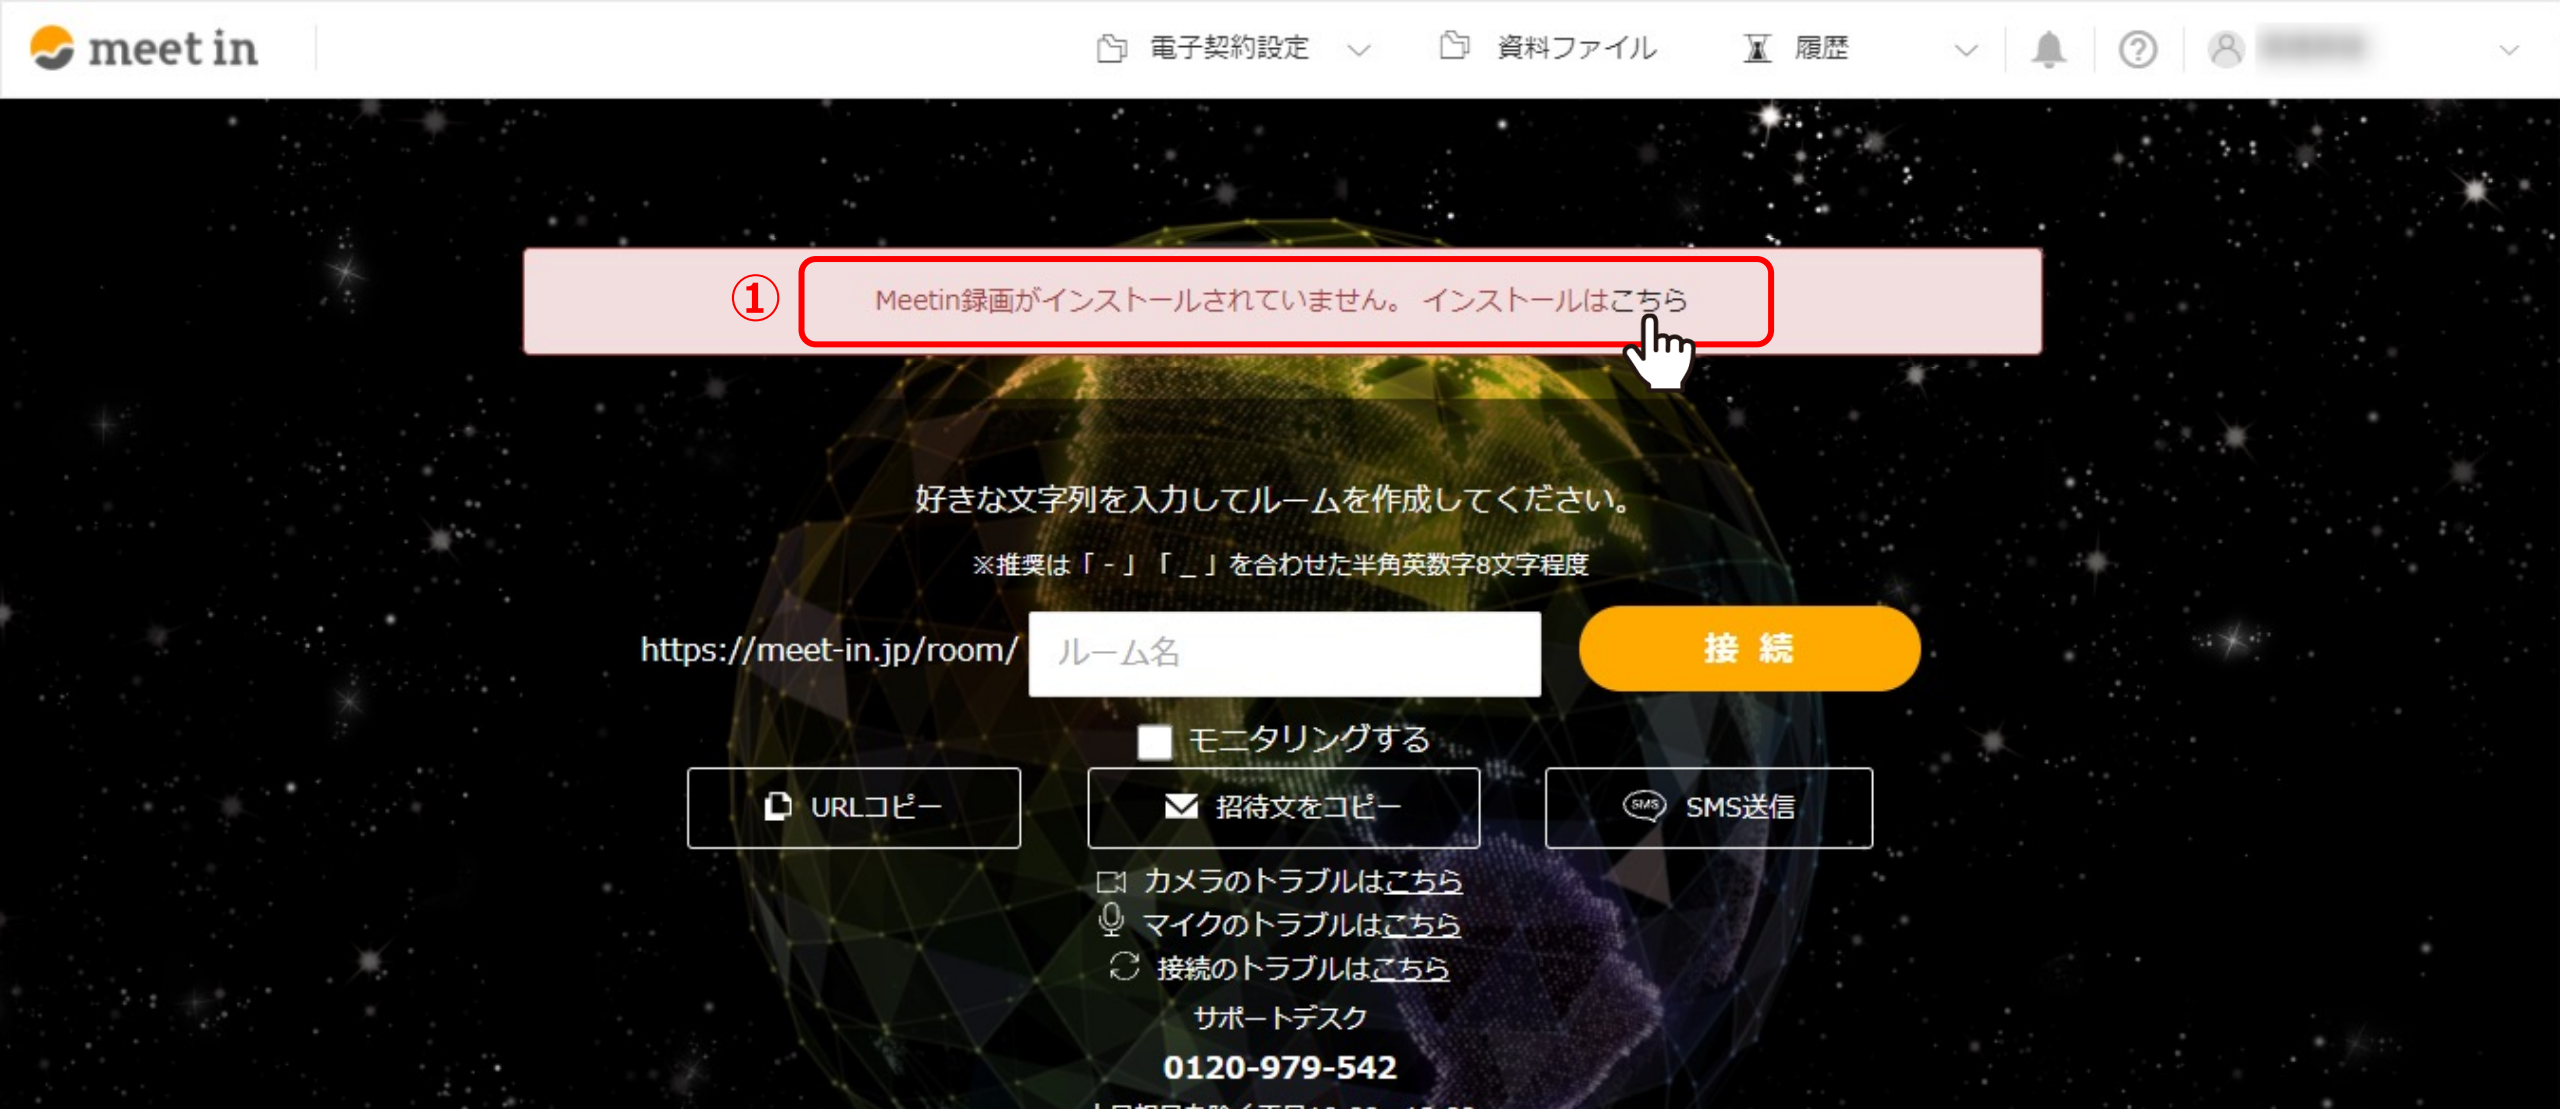 meet in
電子契約設定
資料ファイル
履歴
① Meetin録画がインストールされていません。 インストールはこちら
好きな文字列を入力してルームを作成してください。
※推奨は「 - 」「 _ 」を合わせた半角英数字8文字程度
https://meet-in.jp/room/ ルーム名 接 続
モニタリングする
URLコピー
招待文をコピー
SMS SMS送信
カメラのトラブルはこちら
マイクのトラブルはこちら
接続のトラブルはこちら
サポートデスク
0120-979-542